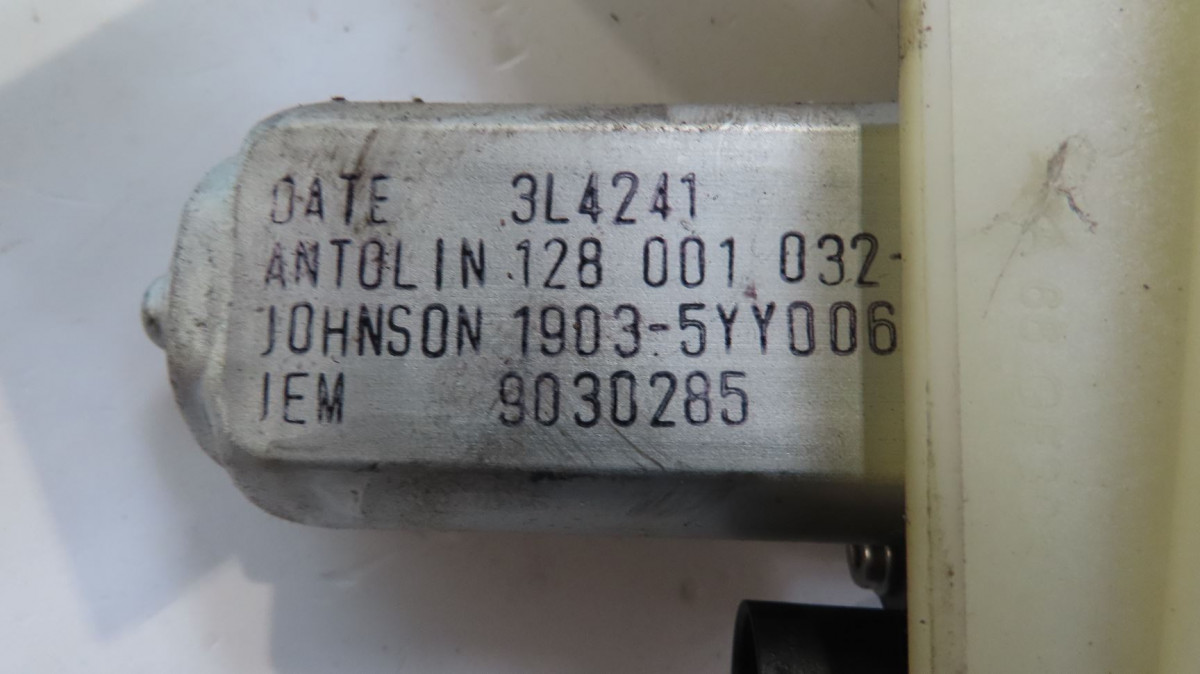 DATE 3L4241
ANTOLIN 128 001 032-
JOHNSON 1903-5YY006
IEM 9030285